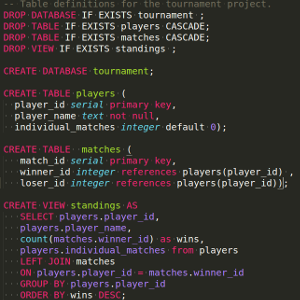 -- Table definitions for the tournament project.
DROP DATABASE IF EXISTS tournament ;
DROP TABLE IF EXISTS players CASCADE;
DROP TABLE IF EXISTS matches CASCADE;
DROP VIEW IF EXISTS standings ;
CREATE DATABASE tournament;
CREATE TABLE players (
player_id serial primary key,
player_name text not null,
individual_matches integer default 0);
CREATE TABLE matches (
match_id serial primary key,
winner_id integer references players(player_id) ,
loser_id integer references players(player_id));
CREATE VIEW standings AS
SELECT players.player_id,
players.player_name,
count(matches.winner_id) as wins,
players.individual_matches from players
LEFT JOIN matches
ON players.player_id = matches.winner_id
GROUP BY players.player_id
ORDER BY wins DESC;